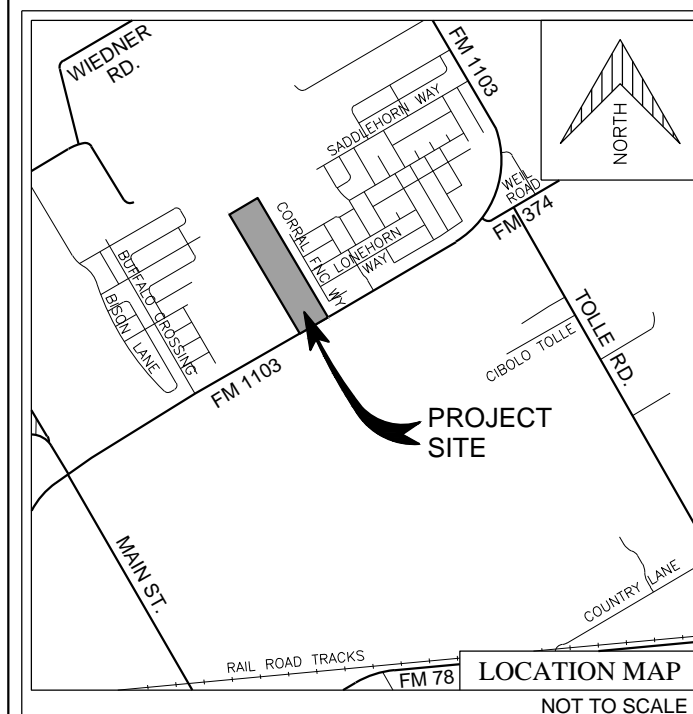 WIEDNER
RD.
FM 1103
SADDLEHORN WAY
NORTH
WEIL
ROAD
FM 374
CORRAL FNC WY
LONEHORN
WAY
BUFFALO CROSSING
BISON LANE
TOLLE RD.
CIBOLO TOLLE
FM 1103
PROJECT
SITE
MAIN ST.
COUNTRY LANE
RAIL ROAD TRACKS
FM 78
LOCATION MAP
NOT TO SCALE